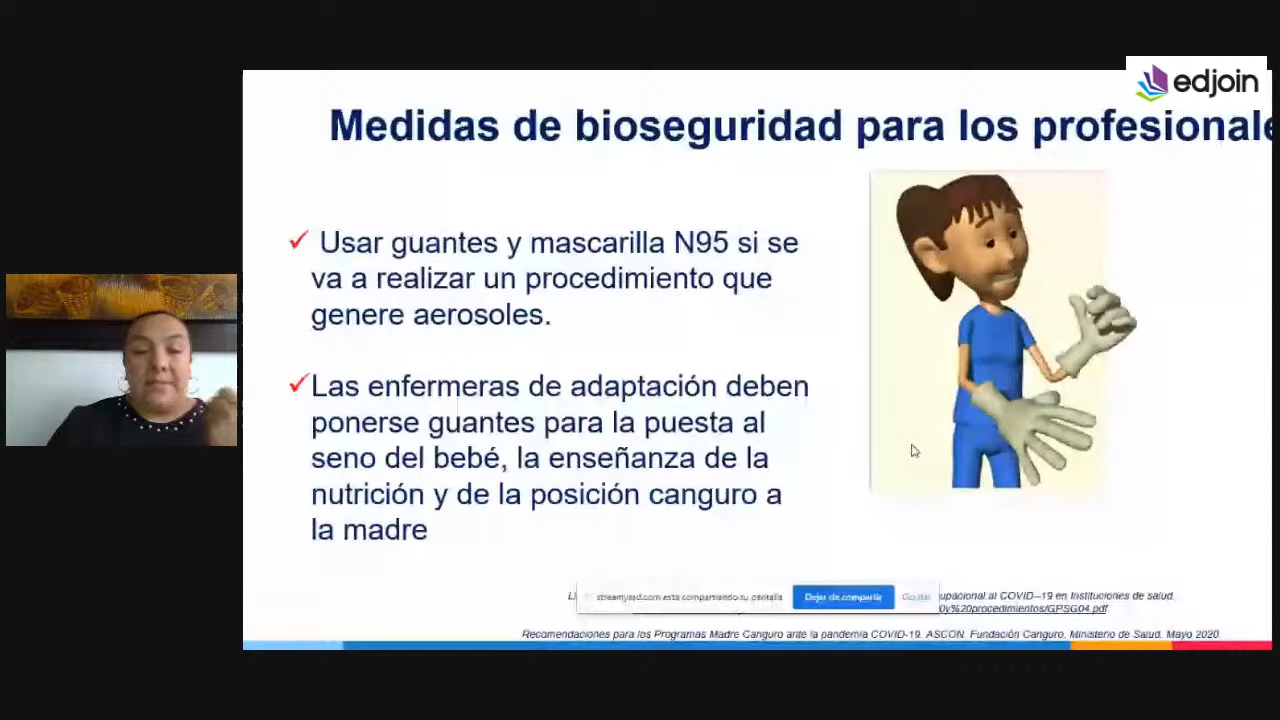 edjoin
Medidas de bioseguridad para los profesionale
Usar guantes y mascarilla N95 si se
va a realizar un procedimiento que
genere aerosoles.
Las enfermeras de adaptación deben
ponerse guantes para la puesta al
seno del bebé, la enseñanza de la
nutrición y de la posición canguro a
la madre
streamyard.com está compartiendo tu pantalla Dejar de compartir Ocultar
upacional al COVID–19 en Instituciones de salud.
y%20procedimientos/GPSG04.pdf
Recomendaciones para los Programas Madre Canguro ante la pandemia COVID-19. ASCON. Fundación Canguro. Ministerio de Salud. Mayo 2020